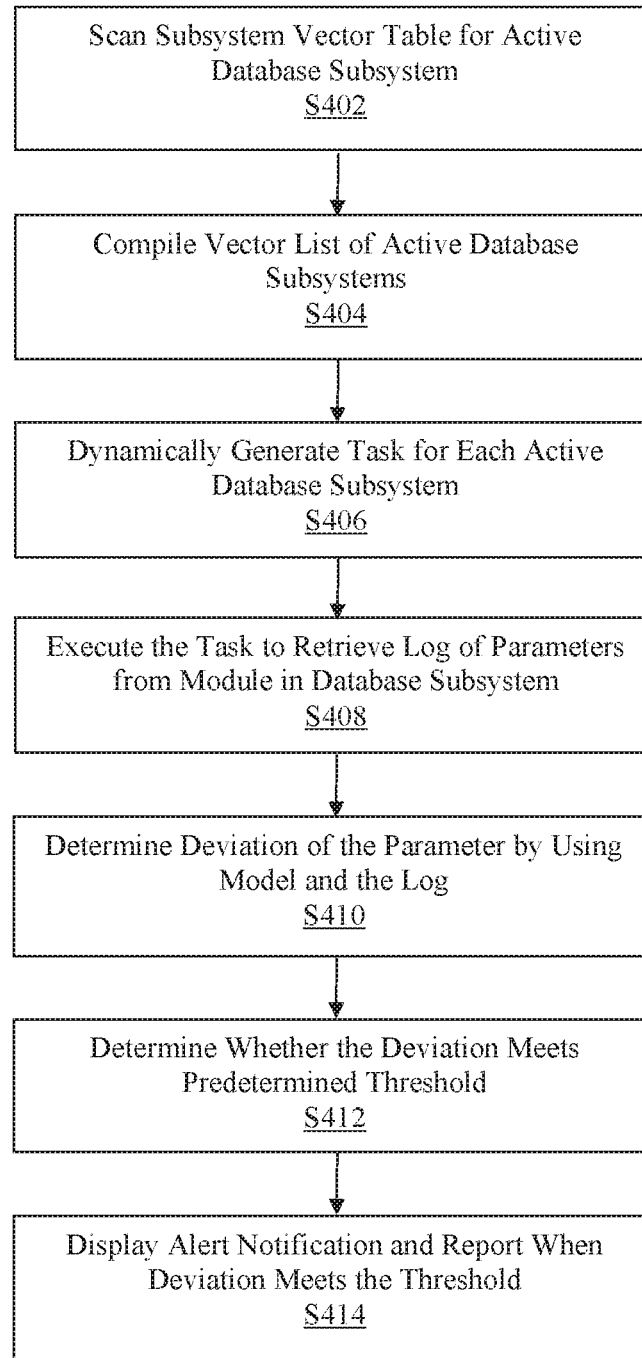 Scan Subsystem Vector Table for Active
Database Subsystem
S402
Compile Vector List of Active Database
Subsystems
S404
Dynamically Generate Task for Each Active
Database Subsystem
S406
Execute the Task to Retrieve Log of Parameters
from Module in Database Subsystem
S408
Determine Deviation of the Parameter by Using
Model and the Log
S410
Determine Whether the Deviation Meets
Predetermined Threshold
S412
Display Alert Notification and Report When
Deviation Meets the Threshold
S414